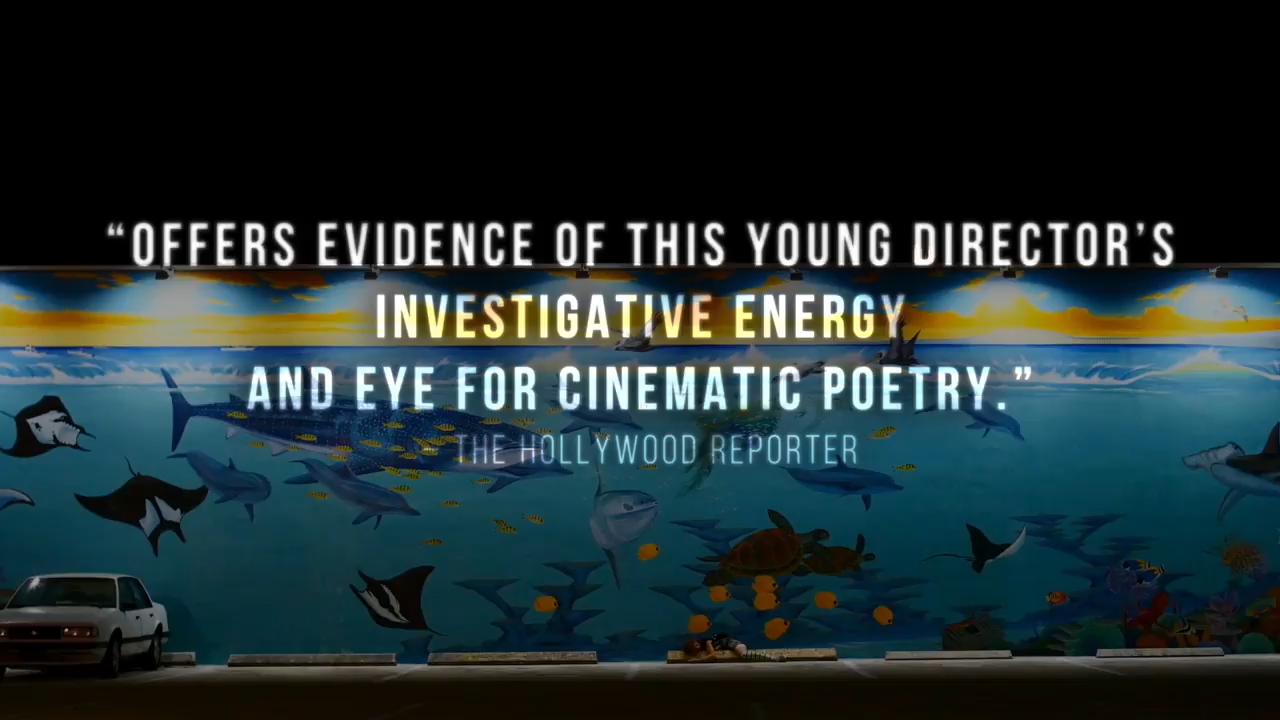 “OFFERS EVIDENCE OF THIS YOUNG DIRECTOR’S
INVESTIGATIVE ENERGY
AND EYE FOR CINEMATIC POETRY.”
- THE HOLLYWOOD REPORTER